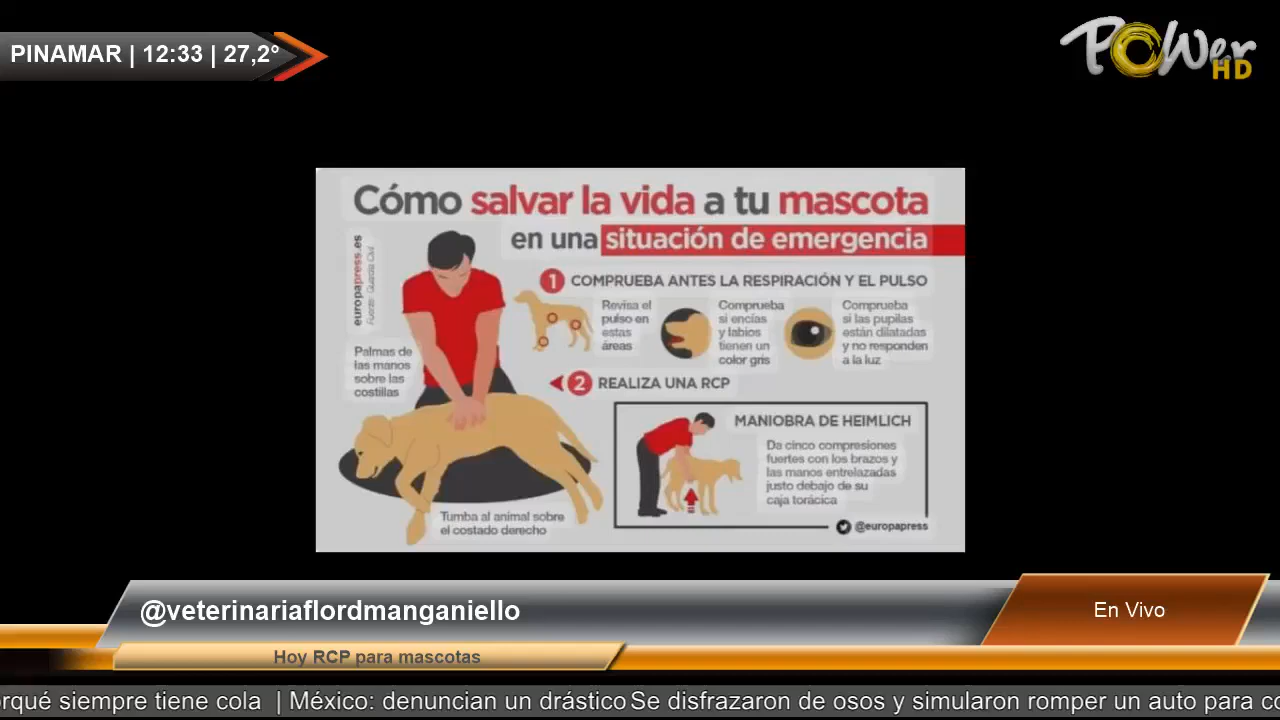 PINAMAR | 12:33 | 27,2°
Power
HD
Cómo salvar la vida a tu mascota
en una situación de emergencia
europapress.es
Fuente: Guardia Civil
1 COMPRUEBA ANTES LA RESPIRACIÓN Y EL PULSO
Revisa el
pulso en
estas
áreas
Comprueba
si encías
y labios
tienen un
color gris
Comprueba
si las pupilas
están dilatadas
y no responden
a la luz
Palmas de
las manos
sobre las
costillas
2 REALIZA UNA RCP
MANIOBRA DE HEIMLICH
Da cinco compresiones
fuertes con los brazos y
las manos entrelazadas
justo debajo de su
caja torácica
Tumba al animal sobre
el costado derecho
@europapress
@veterinariaflordmanganiello
En Vivo
Hoy RCP para mascotas
orqué siempre tiene cola | México: denuncian un drástico Se disfrazaron de osos y simularon romper un auto para co